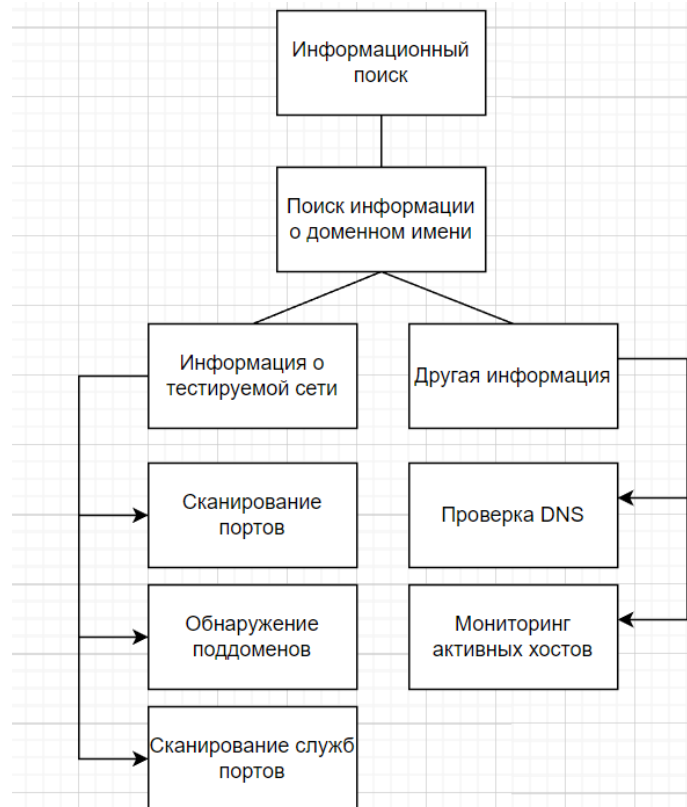 Информационный
поиск
Поиск информации
о доменном имени
Информация о
тестируемой сети
Другая информация
Сканирование
портов
Проверка DNS
Обнаружение
поддоменов
Мониторинг
активных хостов
Сканирование служб
портов